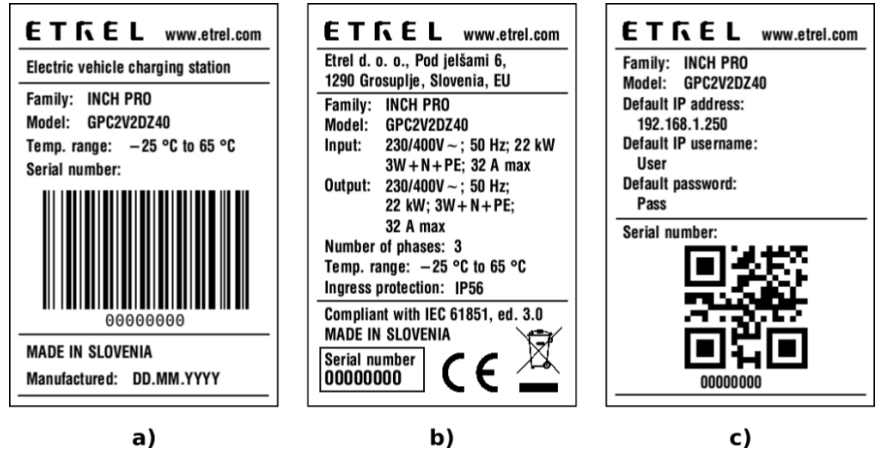 ETREL www.etrel.com
Electric vehicle charging station
Family: INCH PRO
Model: GPC2V2DZ40
Temp. range: −25 °C to 65 °C
Serial number:
00000000
MADE IN SLOVENIA
Manufactured: DD.MM.YYYY
a)
ETREL www.etrel.com
Etrel d. o. o., Pod jelšami 6,
1290 Grosuplje, Slovenia, EU
Family: INCH PRO
Model: GPC2V2DZ40
Input: 230/400V ~; 50 Hz; 22 kW
3W+N+PE; 32 A max
Output: 230/400V ~; 50 Hz;
22 kW; 3W+N+PE;
32 A max
Number of phases: 3
Temp. range: −25 °C to 65 °C
Ingress protection: IP56
Compliant with IEC 61851, ed. 3.0
MADE IN SLOVENIA
Serial number
00000000
CE
b)
ETREL www.etrel.com
Family: INCH PRO
Model: GPC2V2DZ40
Default IP address:
192.168.1.250
Default IP username:
User
Default password:
Pass
Serial number:
00000000
c)